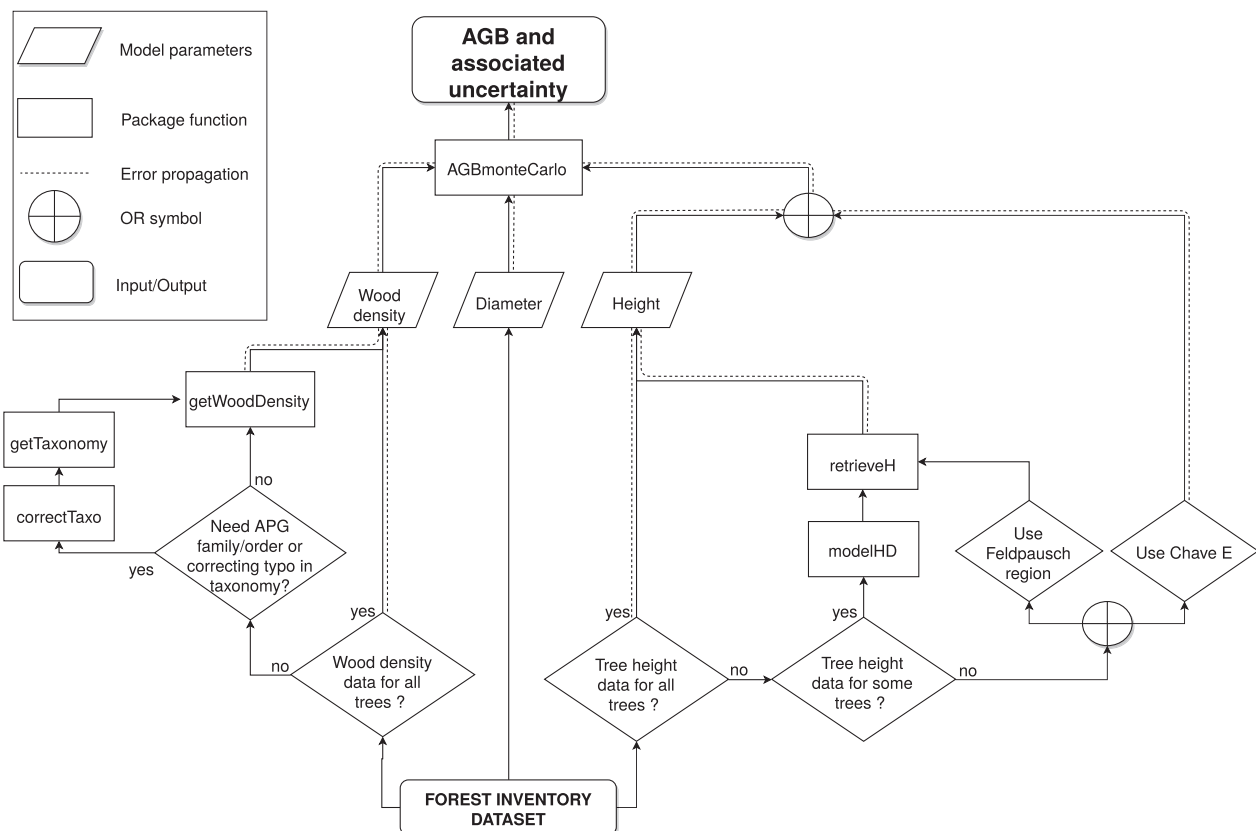 Model parameters
Package function
Error propagation
OR symbol
Input/Output
AGB and
associated
uncertainty
AGBmonteCarlo
Wood
density
Diameter
Height
getWoodDensity
getTaxonomy
correctTaxo
no
Need APG
family/order or
correcting typo in
taxonomy?
yes
retrieveH
modelHD
Use
Feldpausch
region
Use Chave E
yes
no
Wood density
data for all
trees ?
yes
Tree height
data for all
trees ?
no
yes
Tree height
data for some
trees ?
no
FOREST INVENTORY
DATASET